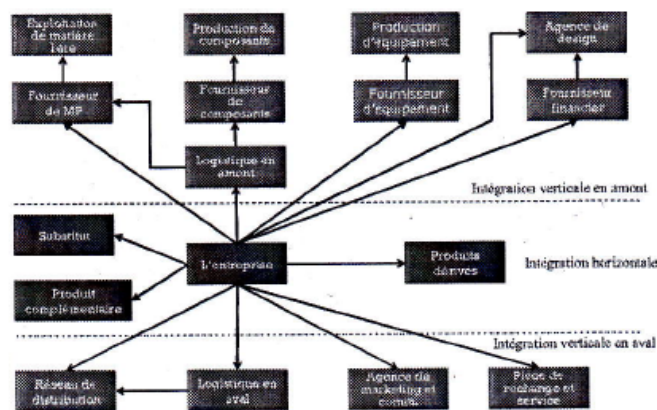 Exploitation
de matière
1ère
Production de
composante
Production
d'équipement
Agence de
design
Fournisseur
de MP
Fournisseur
de
composante
Fournisseur
d'équipement
Fournisseur
financier
Logistique en
amont
Intégration verticale en amont
Substitut
L'entreprise
Produits
dérivés
Intégration horizontale
Produit
complémentaire
Intégration verticale en aval
Réseau de
distribution
Logistique en
aval
Agence de
marketing et
comm.
Pièce de
rechange et
service